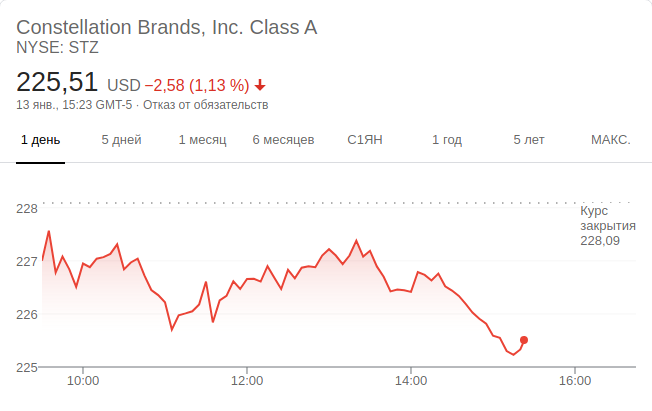 Constellation Brands, Inc. Class A
NYSE: STZ
225,51 USD −2,58 (1,13 %)
13 янв., 15:23 GMT-5 · Отказ от обязательств
1 день 5 дней 1 месяц 6 месяцев С1ЯН 1 год 5 лет МАКС.
228
Курс
закрытия
228,09
227
226
225
10:00 12:00 14:00 16:00